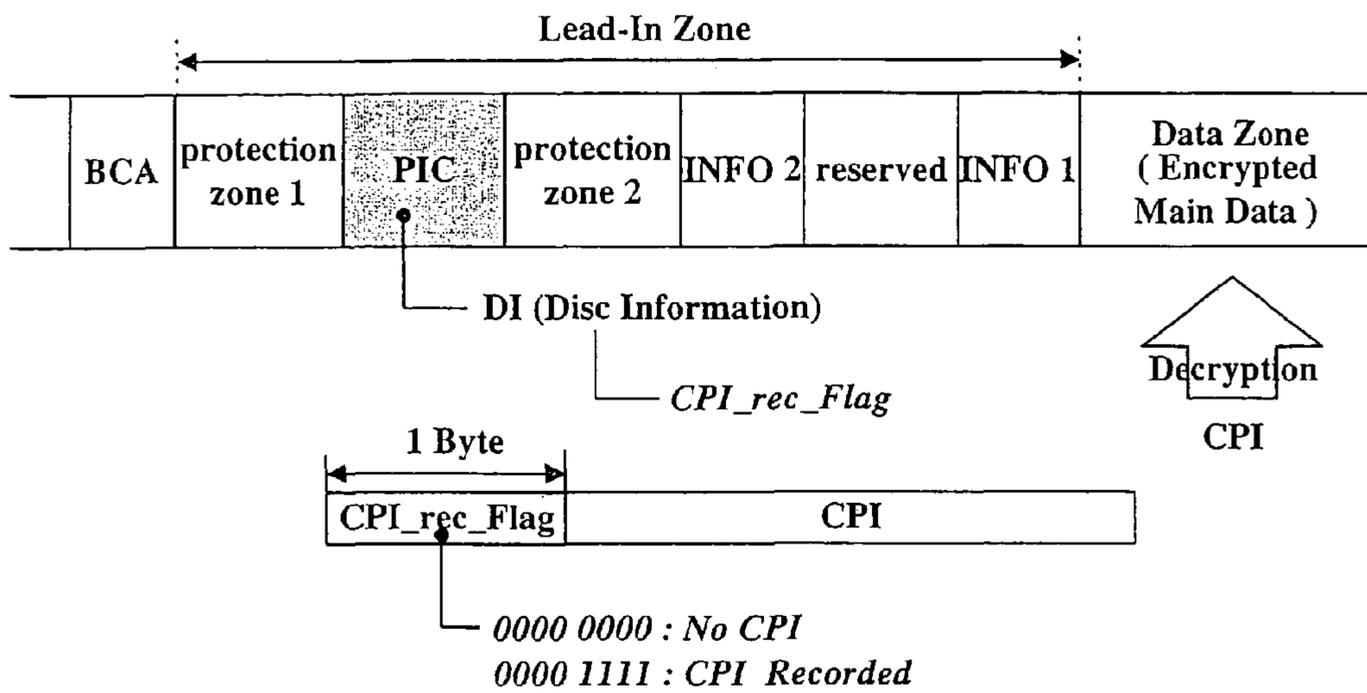 Lead-In Zone
BCA
protection
zone 1
PIC
protection
zone 2
INFO 2
reserved
INFO 1
Data Zone
( Encrypted
Main Data )
DI (Disc Information)
CPI_rec_Flag
Decryption
CPI
1 Byte
CPI_rec_Flag
CPI
0000 0000 : No CPI
0000 1111 : CPI Recorded